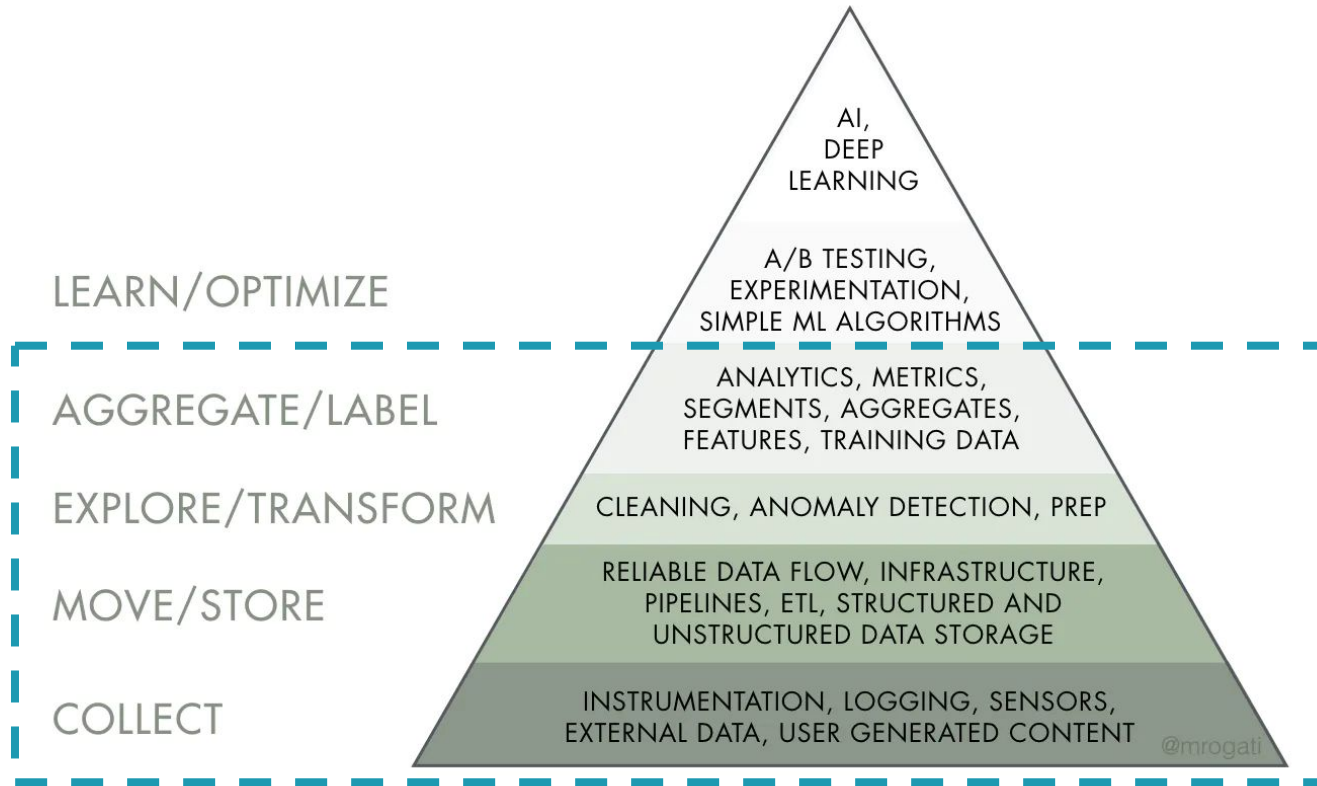 AI,
DEEP
LEARNING
LEARN/OPTIMIZE
A/B TESTING,
EXPERIMENTATION,
SIMPLE ML ALGORITHMS
AGGREGATE/LABEL
ANALYTICS, METRICS,
SEGMENTS, AGGREGATES,
FEATURES, TRAINING DATA
EXPLORE/TRANSFORM
CLEANING, ANOMALY DETECTION, PREP
MOVE/STORE
RELIABLE DATA FLOW, INFRASTRUCTURE,
PIPELINES, ETL, STRUCTURED AND
UNSTRUCTURED DATA STORAGE
COLLECT
INSTRUMENTATION, LOGGING, SENSORS,
EXTERNAL DATA, USER GENERATED CONTENT
@mrogati